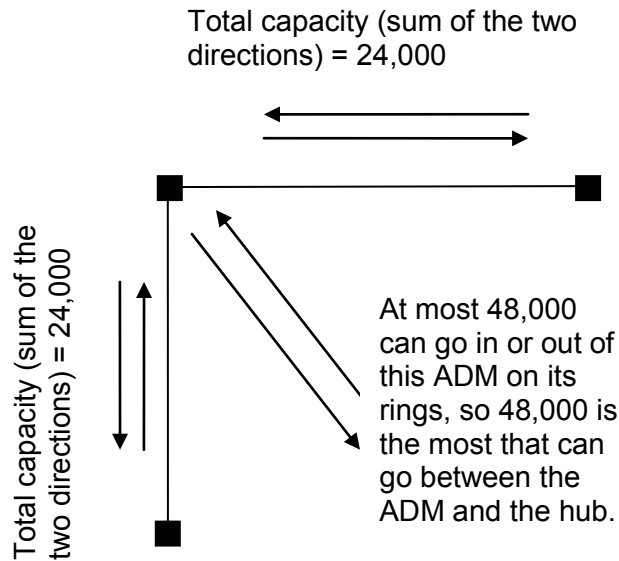 Total capacity (sum of the two
directions) = 24,000
Total capacity (sum of the
two directions) = 24,000
At most 48,000
can go in or out of
this ADM on its
rings, so 48,000 is
the most that can
go between the
ADM and the hub.